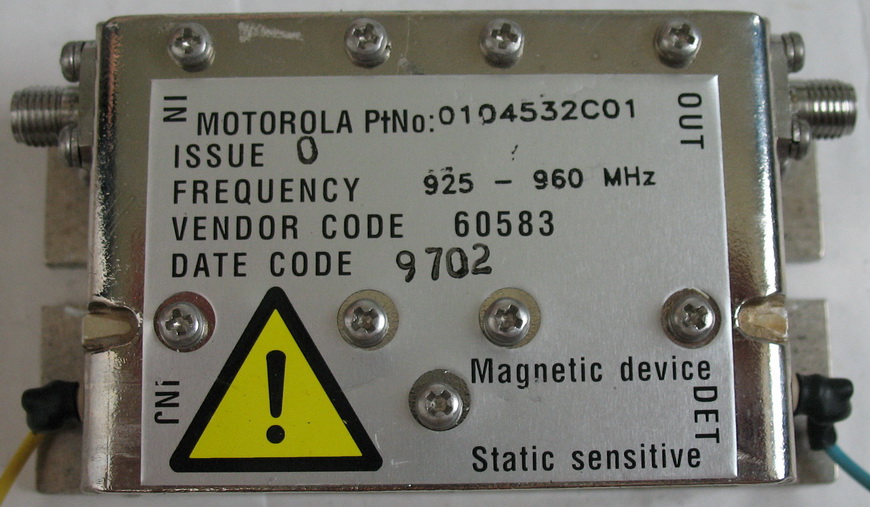 IN
MOTOROLA PtNo:0104532C01
OUT
ISSUE 0
FREQUENCY 925 - 960 MHz
VENDOR CODE 60583
DATE CODE 9702
INJ
!
Magnetic device
DET
Static sensitive